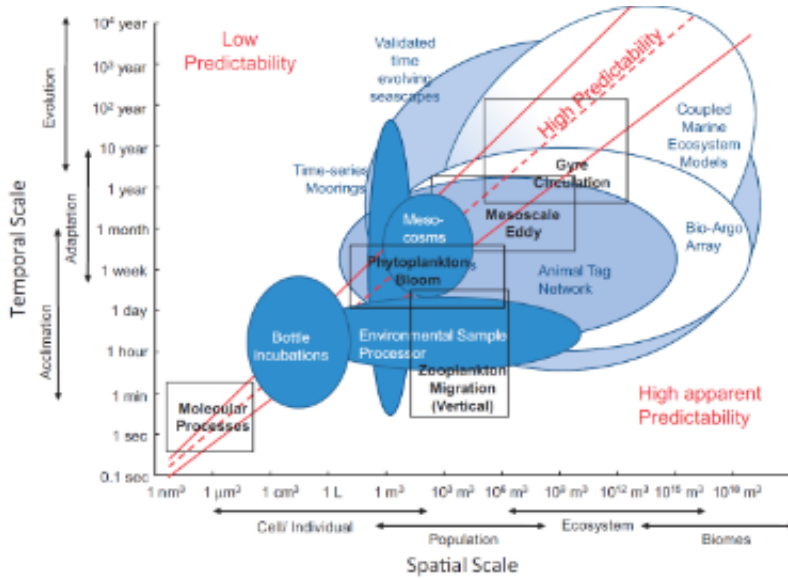 10⁴ year
10³ year
10² year
10 year
1 year
1 month
1 week
1 day
1 hour
1 min
1 sec
0.1 sec
Temporal Scale
Evolution
Adaptation
Acclimation
Low
Predictability
Validated
time
evolving
seascapes
High Predictability
Coupled
Marine
Ecosystem
Models
Time-series
Moorings
Gyre
Circulation
Meso-
cosms
Mesoscale
Eddy
Bio-Argo
Array
Phytoplankton
Bloom
Animal Tag
Network
Bottle
incubations
Environmental Sample
Processor
Zooplankton
Migration
(Vertical)
Molecular
Processes
High apparent
Predictability
1 nm³ 1 μm³ 1 cm³ 1 L 1 m³ 10³ m³ 10⁶ m³ 10⁹ m³ 10¹² m³ 10¹⁵ m³ 10¹⁸ m³
Cell/ Individual
Population
Ecosystem
Biomes
Spatial Scale